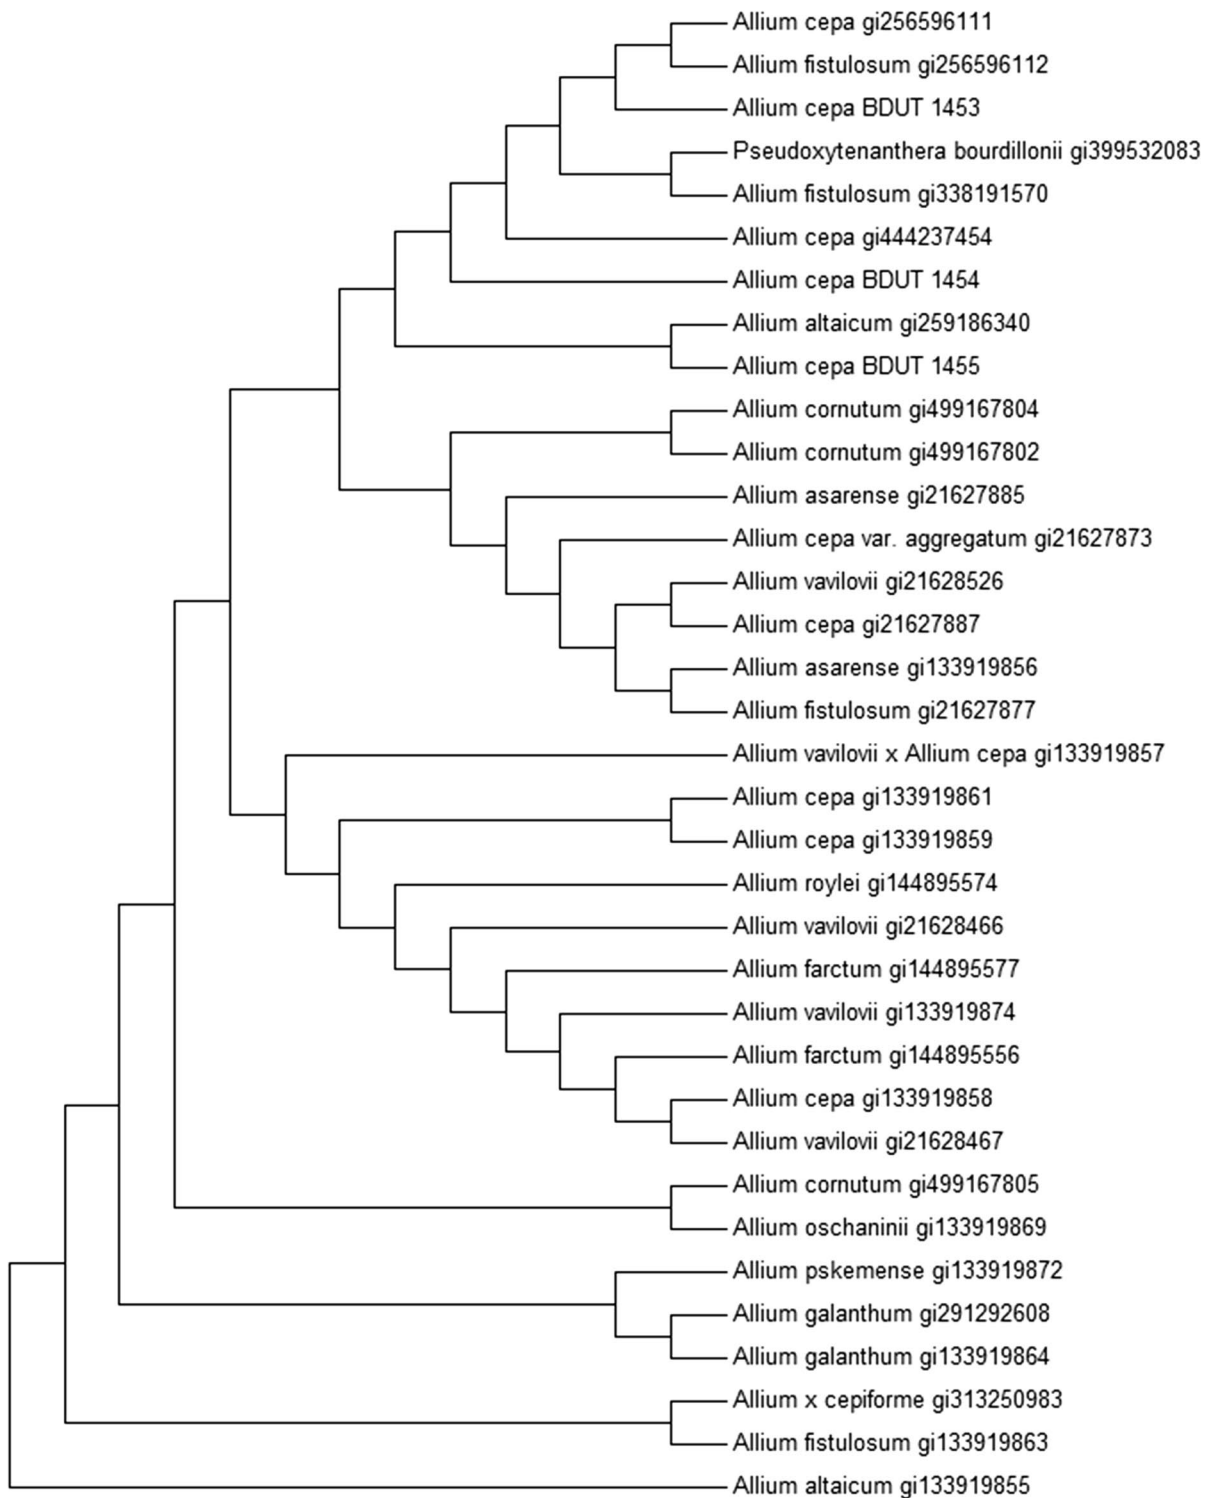 Allium cepa gi256596111
Allium fistulosum gi256596112
Allium cepa BDUT 1453
Pseudoxytenanthera bourdillonii gi399532083
Allium fistulosum gi338191570
Allium cepa gi444237454
Allium cepa BDUT 1454
Allium altaicum gi259186340
Allium cepa BDUT 1455
Allium cornutum gi499167804
Allium cornutum gi499167802
Allium asarense gi21627885
Allium cepa var. aggregatum gi21627873
Allium vavilovii gi21628526
Allium cepa gi21627887
Allium asarense gi133919856
Allium fistulosum gi21627877
Allium vavilovii x Allium cepa gi133919857
Allium cepa gi133919861
Allium cepa gi133919859
Allium roylei gi144895574
Allium vavilovii gi21628466
Allium farctum gi144895577
Allium vavilovii gi133919874
Allium farctum gi144895556
Allium cepa gi133919858
Allium vavilovii gi21628467
Allium cornutum gi499167805
Allium oschaninii gi133919869
Allium pskemense gi133919872
Allium galanthum gi291292608
Allium galanthum gi133919864
Allium x cepiforme gi313250983
Allium fistulosum gi133919863
Allium altaicum gi133919855